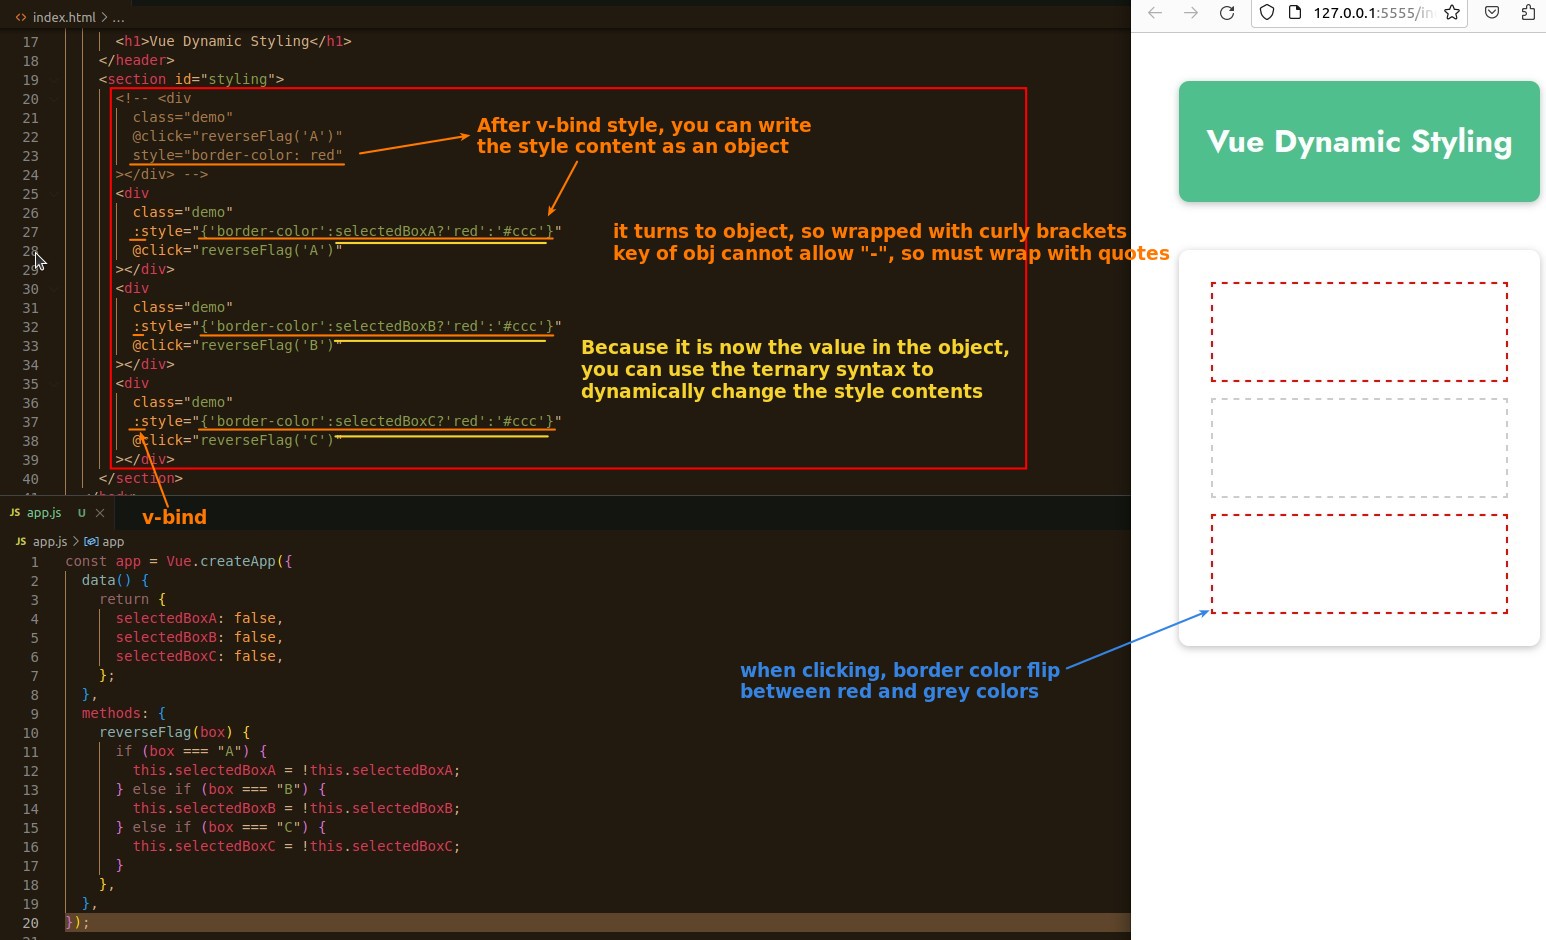 index.html > ...
17 <h1>Vue Dynamic Styling</h1>
18 </header>
19 <section id="styling">
20 <!-- <div
21 class="demo"
22 @click="reverseFlag('A')"
23 style="border-color: red"
24 ></div> -->
25 <div
26 class="demo"
27 :style="{'border-color':selectedBoxA?'red':'#ccc'}"
28 @click="reverseFlag('A')"
29 ></div>
30 <div
31 class="demo"
32 :style="{'border-color':selectedBoxB?'red':'#ccc'}"
33 @click="reverseFlag('B')"
34 ></div>
35 <div
36 class="demo"
37 :style="{'border-color':selectedBoxC?'red':'#ccc'}"
38 @click="reverseFlag('C')"
39 ></div>
40 </section>
41 </body>
After v-bind style, you can write
the style content as an object
it turns to object, so wrapped with curly brackets
key of obj cannot allow "-", so must wrap with quotes
Because it is now the value in the object,
you can use the ternary syntax to
dynamically change the style contents
v-bind
JS app.js U ×
JS app.js > app
1 const app = Vue.createApp({
2 data() {
3 return {
4 selectedBoxA: false,
5 selectedBoxB: false,
6 selectedBoxC: false,
7 };
8 },
9 methods: {
10 reverseFlag(box) {
11 if (box === "A") {
12 this.selectedBoxA = !this.selectedBoxA;
13 } else if (box === "B") {
14 this.selectedBoxB = !this.selectedBoxB;
15 } else if (box === "C") {
16 this.selectedBoxC = !this.selectedBoxC;
17 }
18 },
19 },
20 });
21
when clicking, border color flip
between red and grey colors
127.0.0.1:5555/in
Vue Dynamic Styling